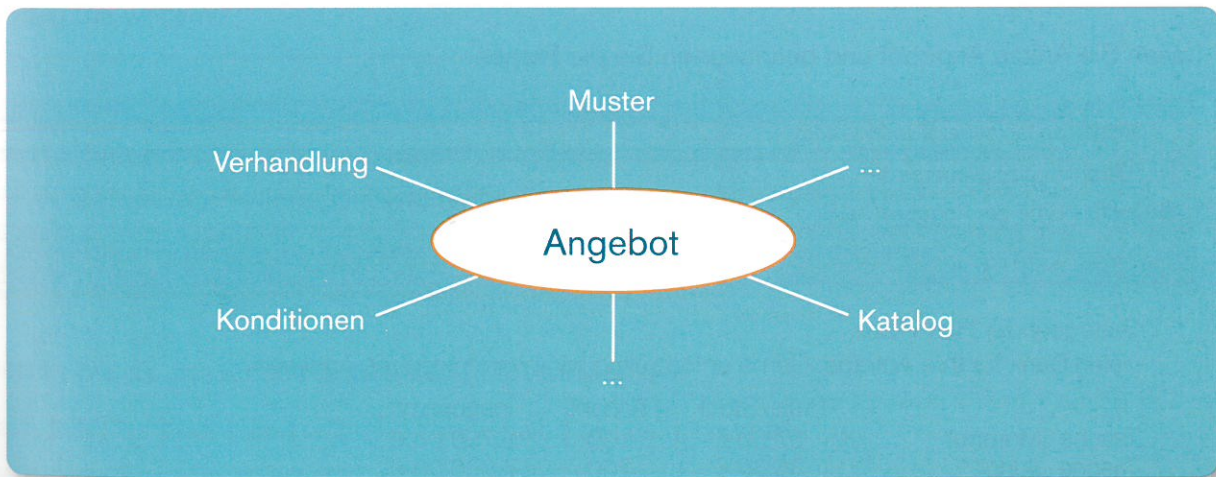 Muster
Verhandlung
...
Angebot
Konditionen
Katalog
...